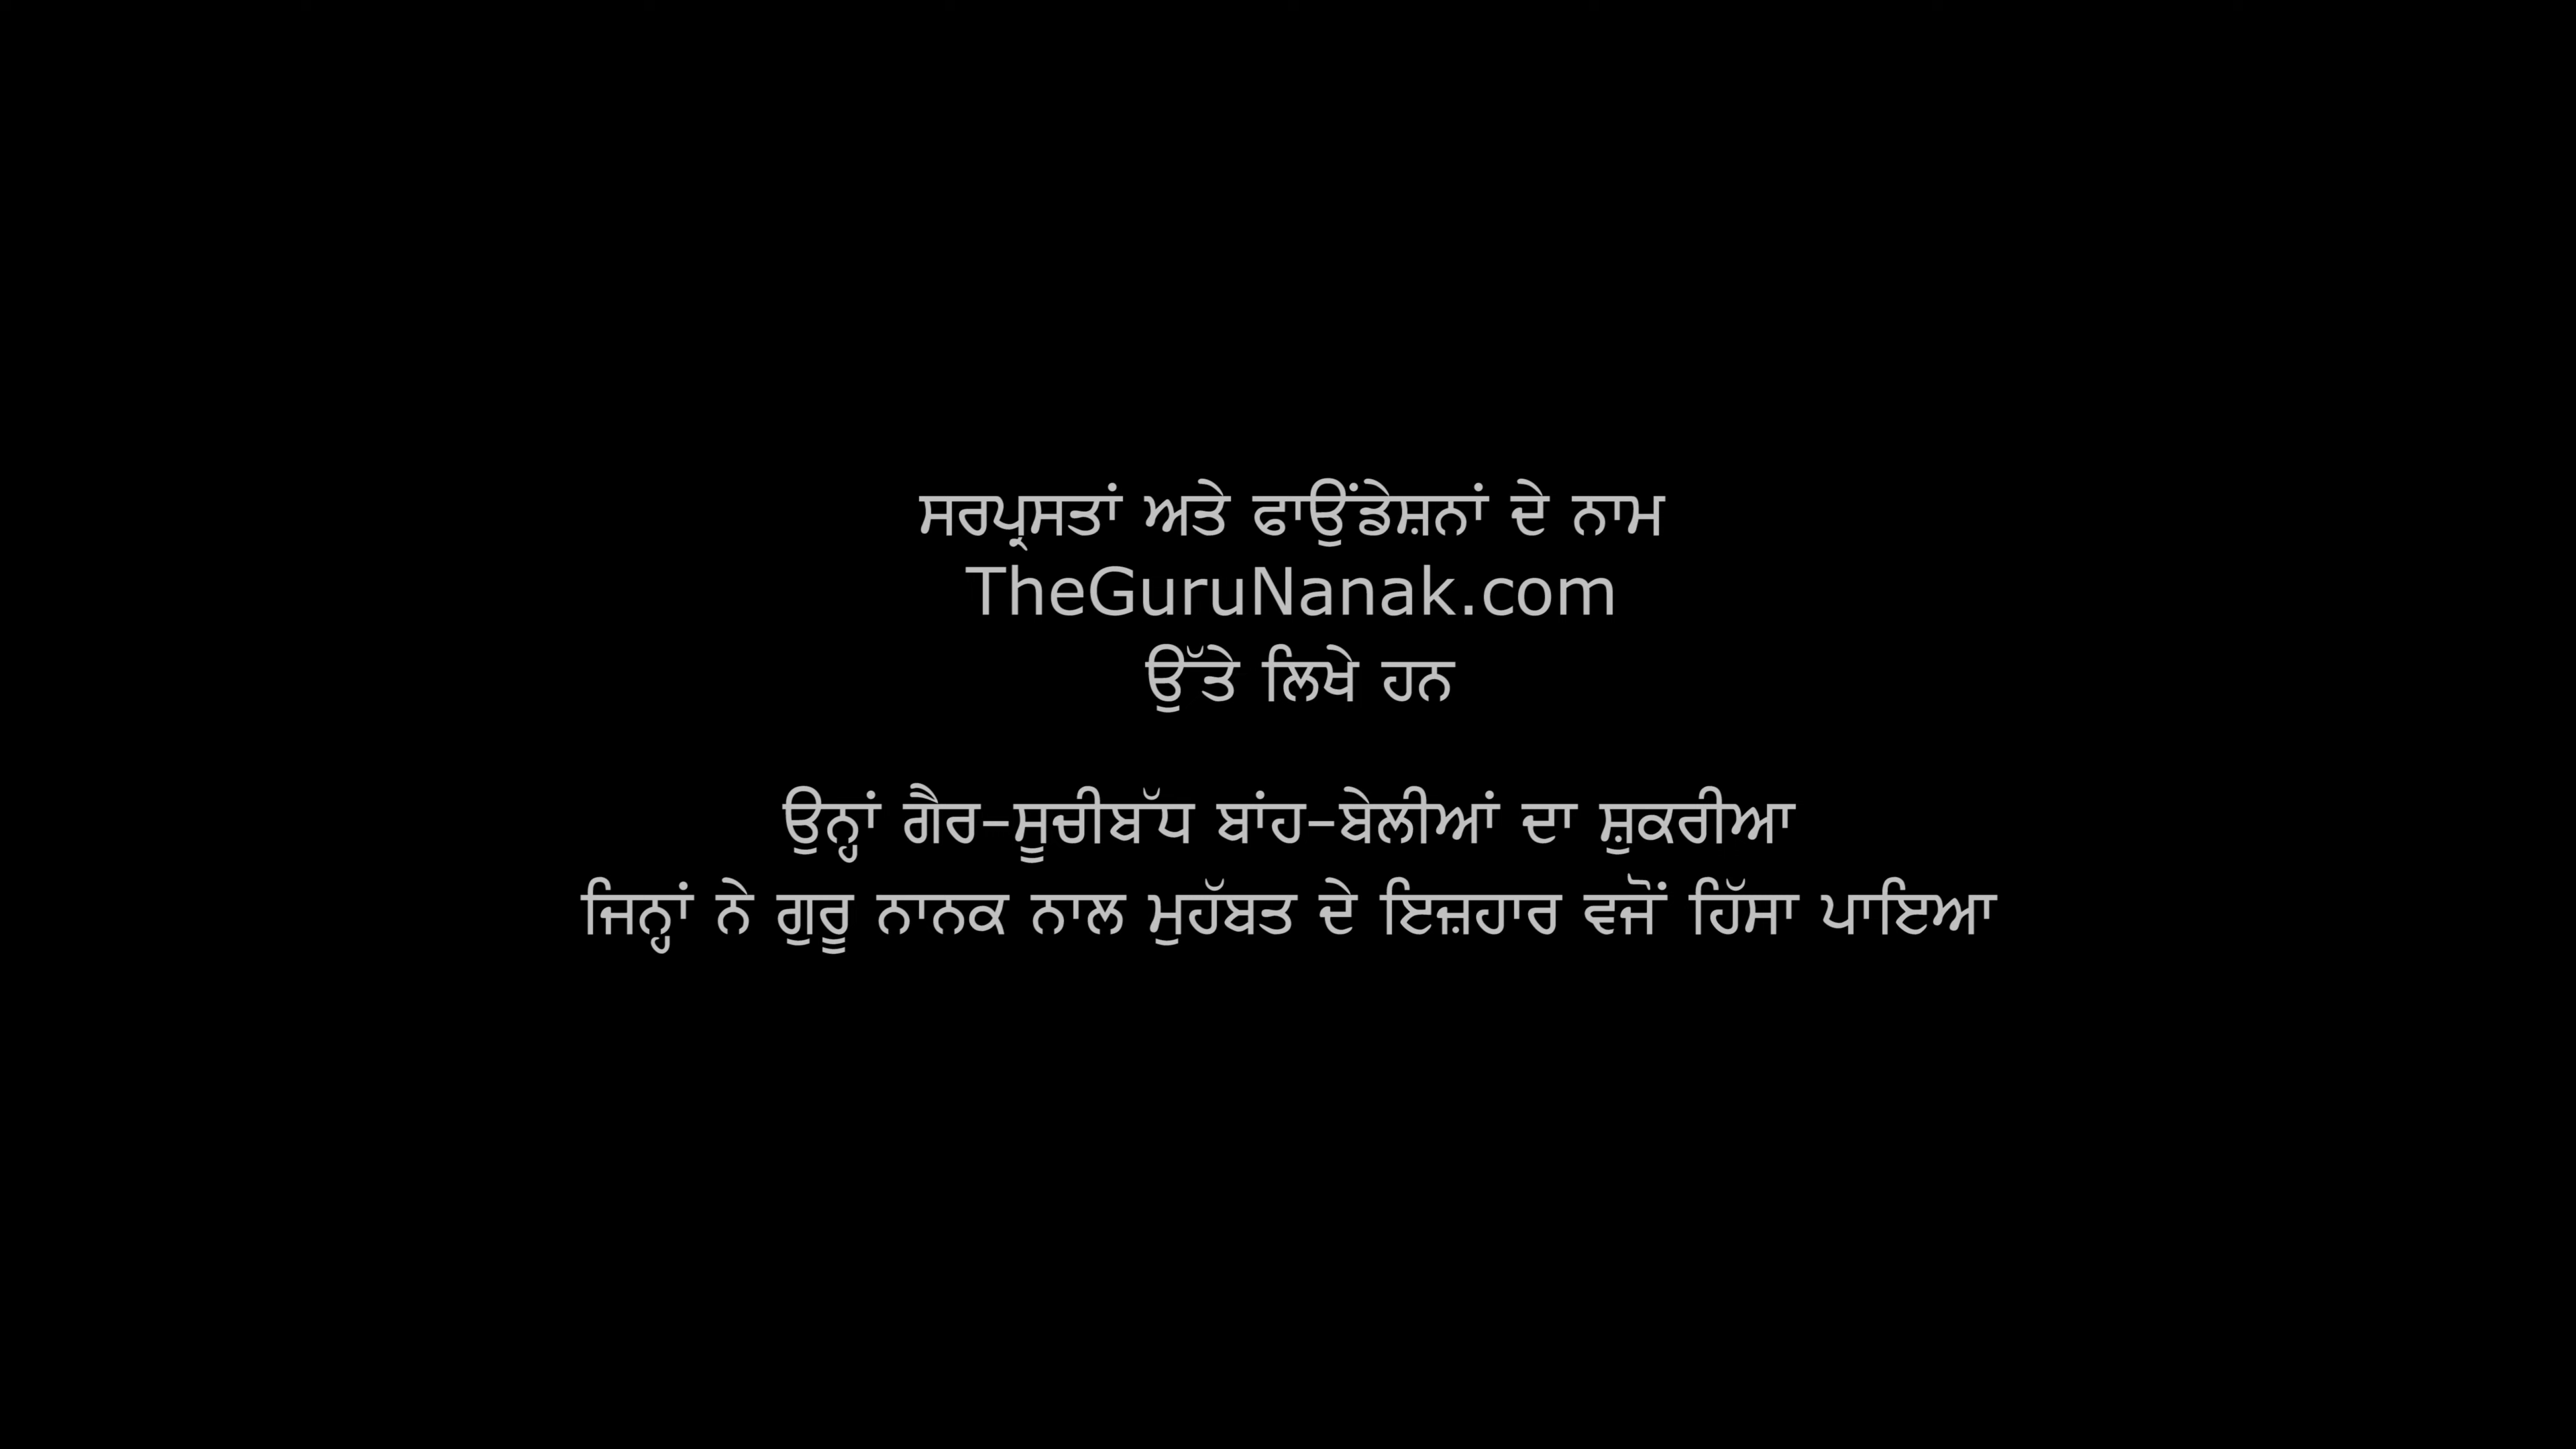 ਸਰਪ੍ਰਸਤਾਂ ਅਤੇ ਫਾਉਂਡੇਸ਼ਨਾਂ ਦੇ ਨਾਮ
TheGuruNanak.com
ਉੱਤੇ ਲਿਖੇ ਹਨ
ਉਨ੍ਹਾਂ ਗੈਰ-ਸੂਚੀਬੱਧ ਬਾਂਹ-ਬੇਲੀਆਂ ਦਾ ਸ਼ੁਕਰੀਆ
ਜਿਨ੍ਹਾਂ ਨੇ ਗੁਰੂ ਨਾਨਕ ਨਾਲ ਮੁਹੱਬਤ ਦੇ ਇਜ਼ਹਾਰ ਵਜੋਂ ਹਿੱਸਾ ਪਾਇਆ